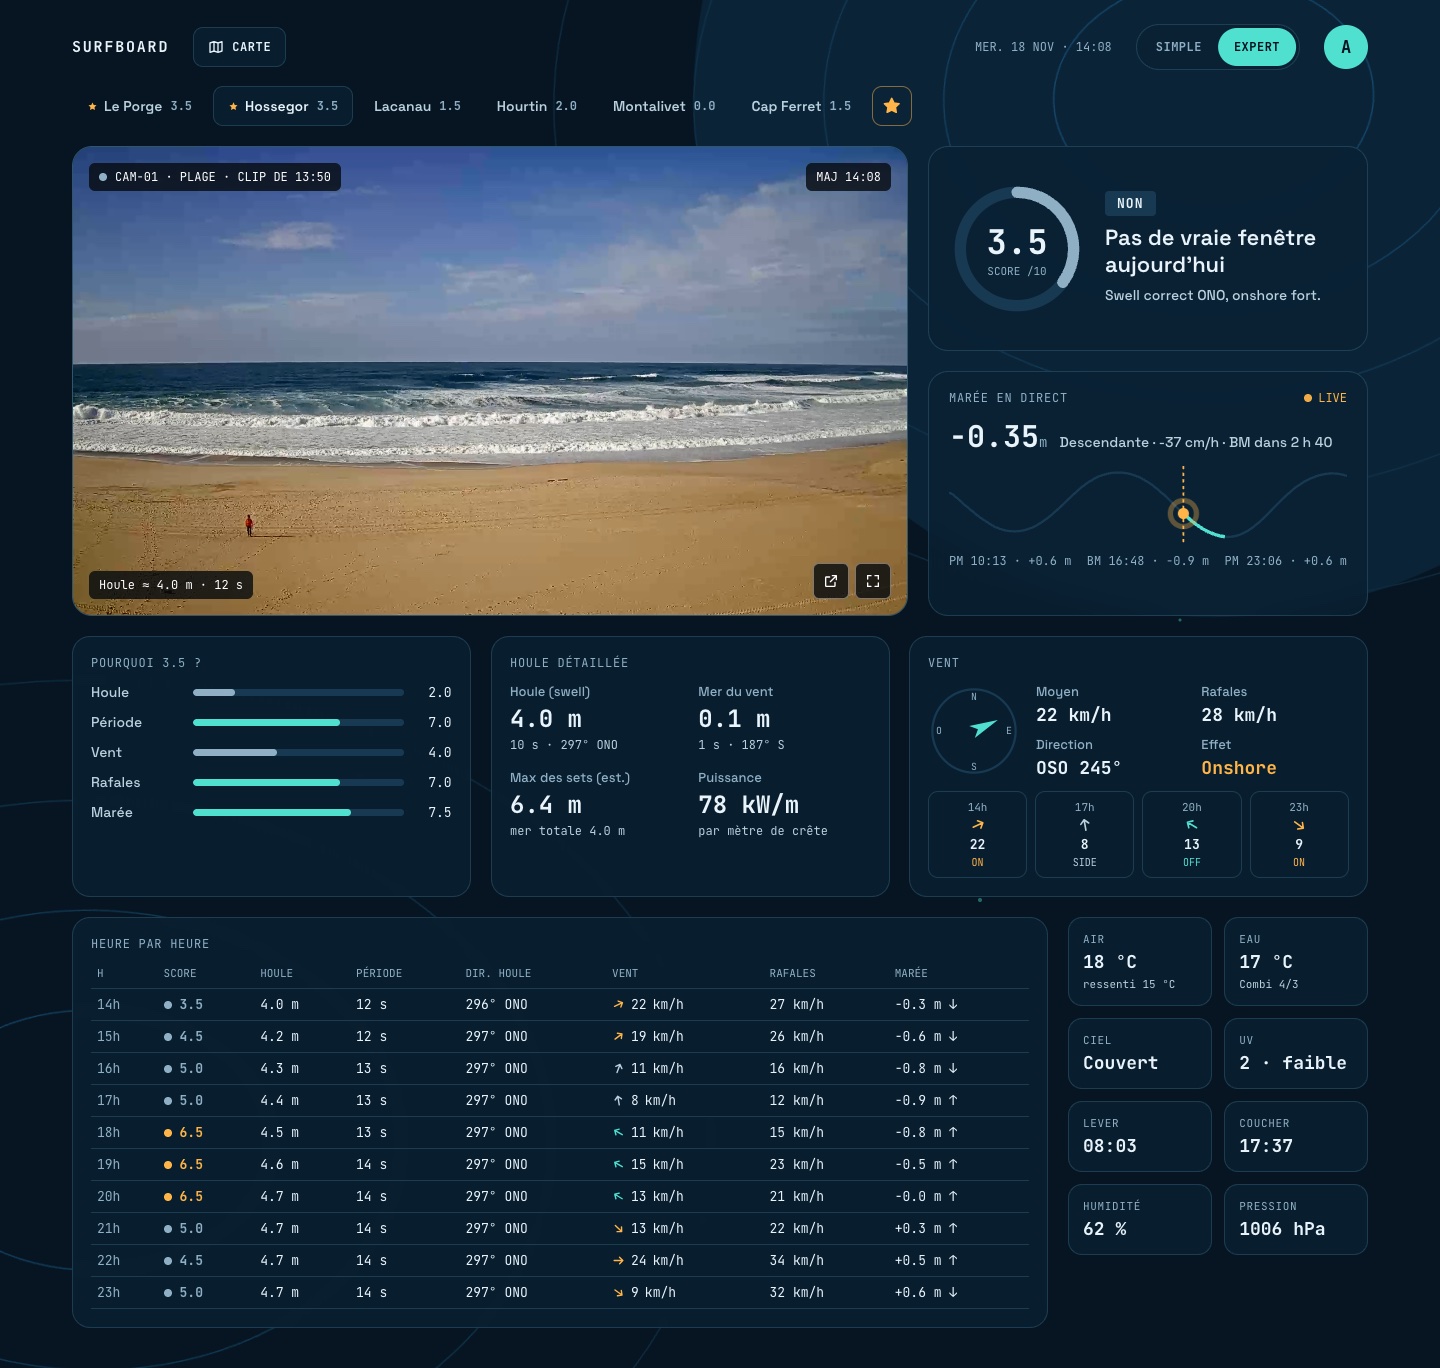 SURFBOARD
CARTE
MER. 18 NOV · 14:08
SIMPLE
EXPERT
A
Le Porge 3.5
Hossegor 3.5
Lacanau 1.5
Hourtin 2.0
Montalivet 0.0
Cap Ferret 1.5
CAM-01 · PLAGE · CLIP DE 13:50
MAJ 14:08
Houle ≈ 4.0 m · 12 s
3.5
SCORE /10
NON
Pas de vraie fenêtre
aujourd'hui
Swell correct ONO, onshore fort.
MARÉE EN DIRECT
LIVE
-0.35m Descendante · -37 cm/h · BM dans 2 h 40
PM 10:13 · +0.6 m BM 16:48 · -0.9 m PM 23:06 · +0.6 m
POURQUOI 3.5 ?
Houle 2.0
Période 7.0
Vent 4.0
Rafales 7.0
Marée 7.5
HOULE DÉTAILLÉE
Houle (swell)
4.0 m
10 s · 297° ONO
Mer du vent
0.1 m
1 s · 187° S
Max des sets (est.)
6.4 m
mer totale 4.0 m
Puissance
78 kW/m
par mètre de crête
VENT
N
O E
S
Moyen
22 km/h
Rafales
28 km/h
Direction
OSO 245°
Effet
Onshore
14h
22
ON
17h
8
SIDE
20h
13
OFF
23h
9
ON
HEURE PAR HEURE
H SCORE HOULE PÉRIODE DIR. HOULE VENT RAFALES MARÉE
14h 3.5 4.0 m 12 s 296° ONO → 22 km/h 27 km/h -0.3 m ↓
15h 4.5 4.2 m 12 s 297° ONO ↗ 19 km/h 26 km/h -0.6 m ↓
16h 5.0 4.3 m 13 s 297° ONO ↑ 11 km/h 16 km/h -0.8 m ↓
17h 5.0 4.4 m 13 s 297° ONO ↑ 8 km/h 12 km/h -0.9 m ↑
18h 6.5 4.5 m 13 s 297° ONO ↖ 11 km/h 15 km/h -0.8 m ↑
19h 6.5 4.6 m 14 s 297° ONO ↖ 15 km/h 23 km/h -0.5 m ↑
20h 6.5 4.7 m 14 s 297° ONO ↖ 13 km/h 21 km/h -0.0 m ↑
21h 5.0 4.7 m 14 s 297° ONO ↘ 13 km/h 22 km/h +0.3 m ↑
22h 4.5 4.7 m 14 s 297° ONO → 24 km/h 34 km/h +0.5 m ↑
23h 5.0 4.7 m 14 s 297° ONO ↘ 9 km/h 32 km/h +0.6 m ↓
AIR
18 °C
ressenti 15 °C
EAU
17 °C
Combi 4/3
CIEL
Couvert
UV
2 · faible
LEVER
08:03
COUCHER
17:37
HUMIDITÉ
62 %
PRESSION
1006 hPa